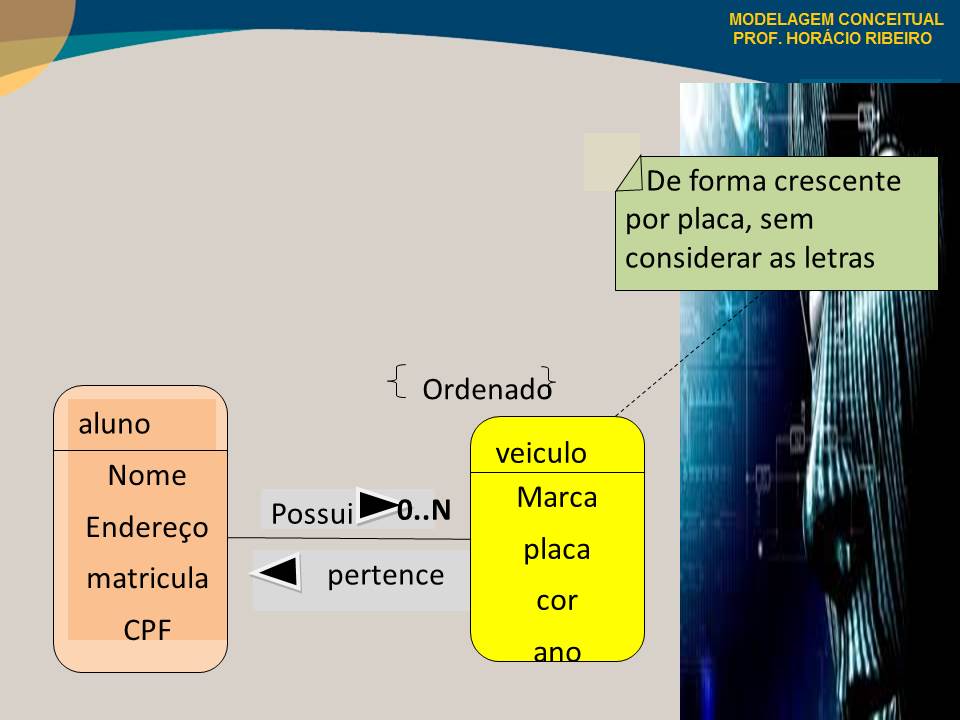 MODELAGEM CONCEITUAL
PROF. HORÁCIO RIBEIRO
De forma crescente
por placa, sem
considerar as letras
{ Ordenado }
aluno
Nome
Endereço
matricula
CPF
Possui
0..N
pertence
veiculo
Marca
placa
cor
ano